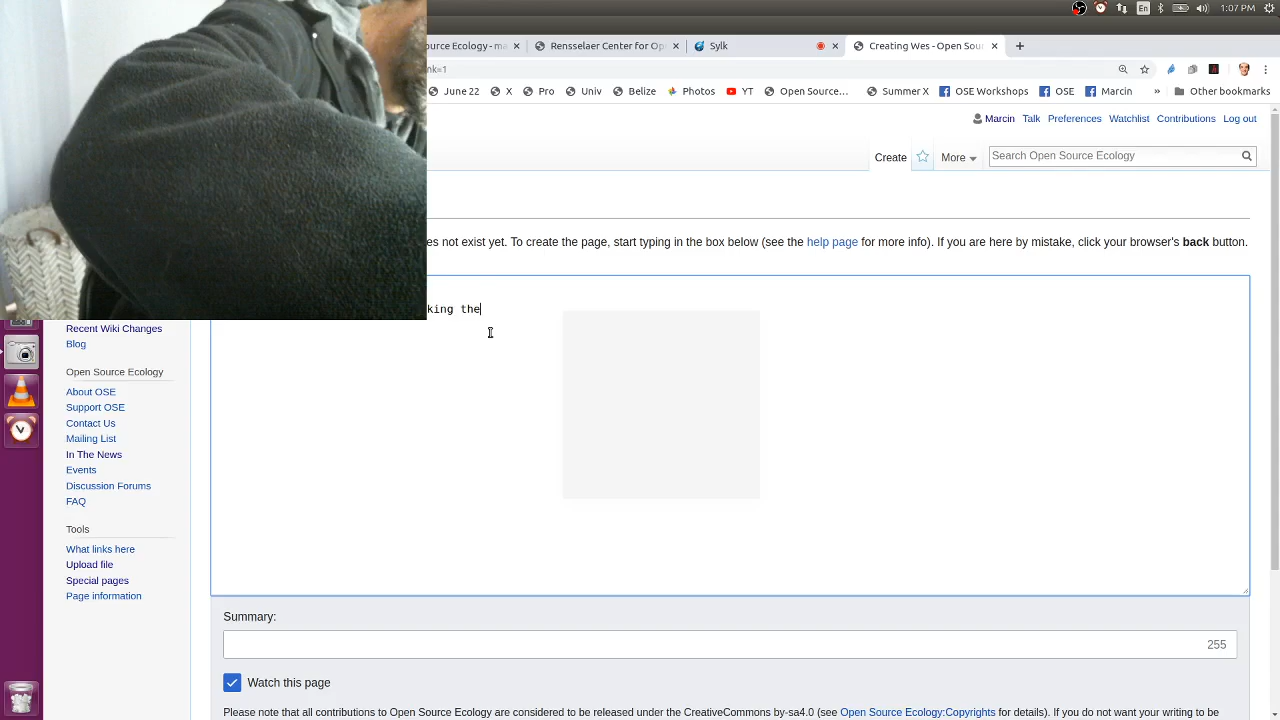 En
1:07 PM
ource Ecology - ma
Rensselaer Center For Op
Sylk
Creating Wes - Open Sou
nk=1
June 22
X
Pro
Univ
Belize
Photos
YT
Open Source…
Summer X
OSE Workshops
OSE
Marcin
»
Other bookmarks
Marcin
Talk
Preferences
Watchlist
Contributions
Log out
Create
More
Search Open Source Ecology
es not exist yet. To create the page, start typing in the box below (see the help page for more info). If you are here by mistake, click your browser's back button.
king the
Recent Wiki Changes
Blog
Open Source Ecology
About OSE
Support OSE
Contact Us
Mailing List
In The News
Events
Discussion Forums
FAQ
Tools
What links here
Upload file
Special pages
Page information
Summary:
255
Watch this page
Please note that all contributions to Open Source Ecology are considered to be released under the CreativeCommons by-sa4.0 (see Open Source Ecology:Copyrights for details). If you do not want your writing to be